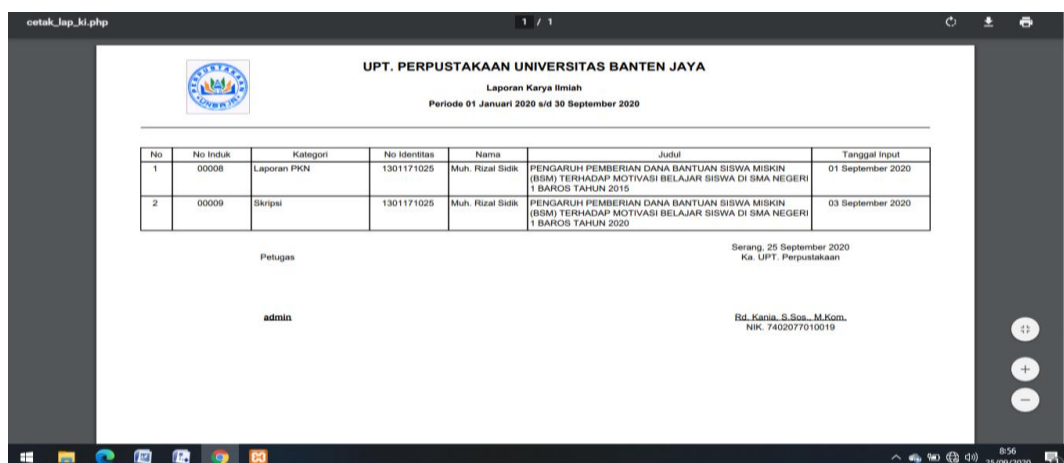 cetak_lap_ki.php
1 / 1
PERPUSTAKAAN
UNBAJA
UPT. PERPUSTAKAAN UNIVERSITAS BANTEN JAYA
Laporan Karya Ilmiah
Periode 01 Januari 2020 s/d 30 September 2020
No No Induk Kategori No Identitas Nama Judul Tanggal Input
1 00008 Laporan PKN 1301171025 Muh. Rizal Sidik PENGARUH PEMBERIAN DANA BANTUAN SISWA MISKIN 01 September 2020
(BSM) TERHADAP MOTIVASI BELAJAR SISWA DI SMA NEGERI
1 BAROS TAHUN 2015
2 00009 Skripsi 1301171025 Muh. Rizal Sidik PENGARUH PEMBERIAN DANA BANTUAN SISWA MISKIN 03 September 2020
(BSM) TERHADAP MOTIVASI BELAJAR SISWA DI SMA NEGERI
1 BAROS TAHUN 2020
Serang, 25 September 2020
Petugas Ka. UPT. Perpustakaan
admin Rd. Kania, S.Sos., M.Kom.
NIK. 7402077010019
8:56
25/09/2020